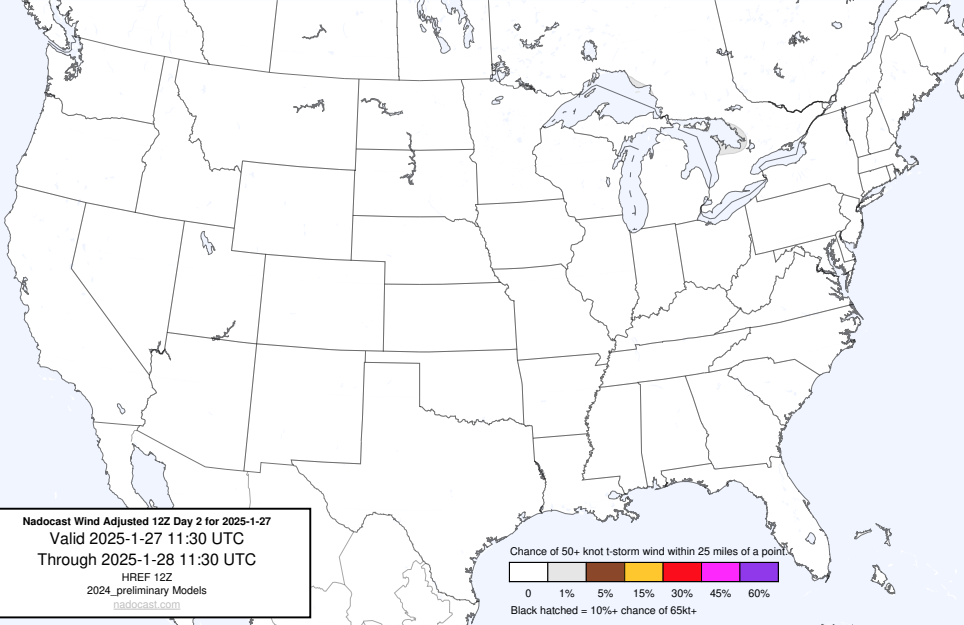 Nadocast Wind Adjusted 12Z Day 2 for 2025-1-27
Valid 2025-1-27 11:30 UTC
Through 2025-1-28 11:30 UTC
HREF 12Z
2024_preliminary Models
nadocast.com
Chance of 50+ knot t-storm wind within 25 miles of a point.
0 1% 5% 15% 30% 45% 60%
Black hatched = 10%+ chance of 65kt+